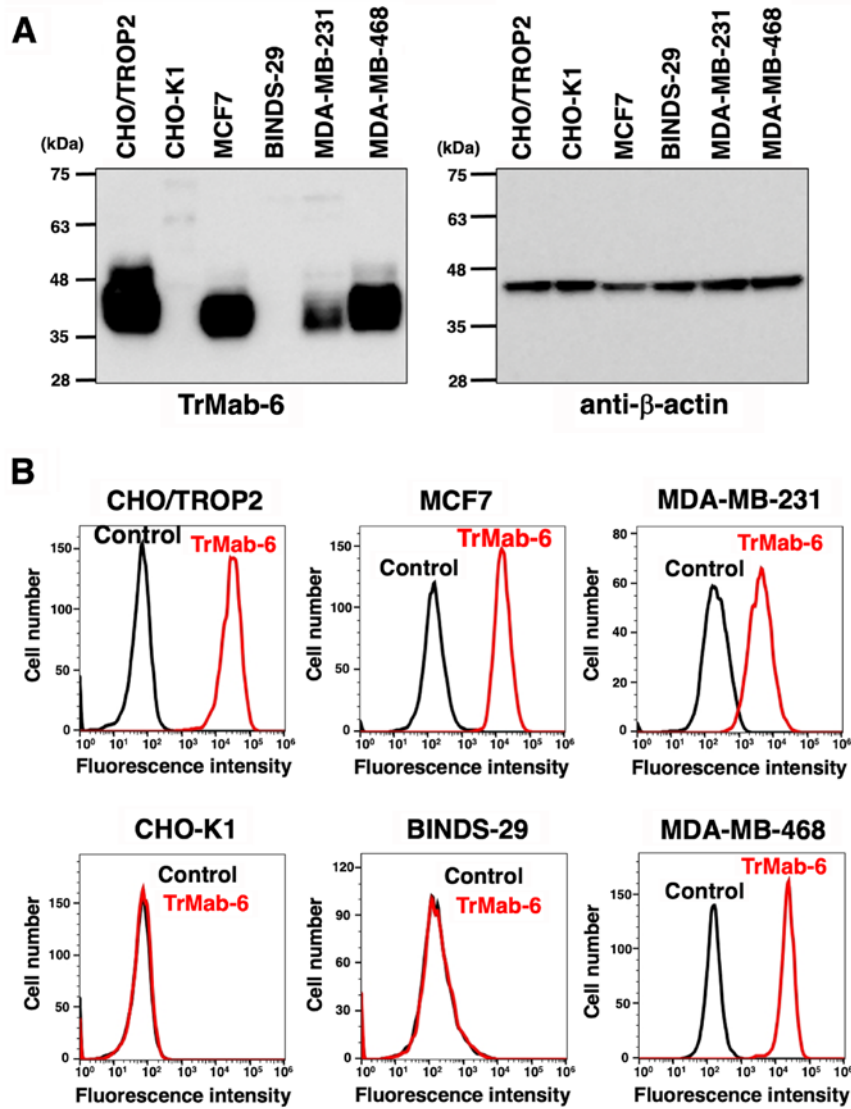 A
CHO/TROP2
CHO-K1
MCF7
BINDS-29
MDA-MB-231
MDA-MB-468
(kDa)
75
63
48
35
28
TrMab-6
CHO/TROP2
CHO-K1
MCF7
BINDS-29
MDA-MB-231
MDA-MB-468
(kDa)
75
63
48
35
28
anti-β-actin
B
CHO/TROP2
Control
TrMab-6
Cell number
150
100
50
0
10⁰ 10¹ 10² 10³ 10⁴ 10⁵ 10⁶
Fluorescence intensity
MCF7
Control
TrMab-6
Cell number
150
100
50
0
10⁰ 10¹ 10² 10³ 10⁴ 10⁵ 10⁶
Fluorescence intensity
MDA-MB-231
Control
TrMab-6
Cell number
80
60
40
20
0
10⁰ 10¹ 10² 10³ 10⁴ 10⁵ 10⁶
Fluorescence intensity
CHO-K1
Control
TrMab-6
Cell number
150
100
50
0
10⁰ 10¹ 10² 10³ 10⁴ 10⁵ 10⁶
Fluorescence intensity
BINDS-29
Control
TrMab-6
Cell number
120
90
60
30
0
10⁰ 10¹ 10² 10³ 10⁴ 10⁵ 10⁶
Fluorescence intensity
MDA-MB-468
Control
TrMab-6
Cell number
150
100
50
0
10⁰ 10¹ 10² 10³ 10⁴ 10⁵ 10⁶
Fluorescence intensity